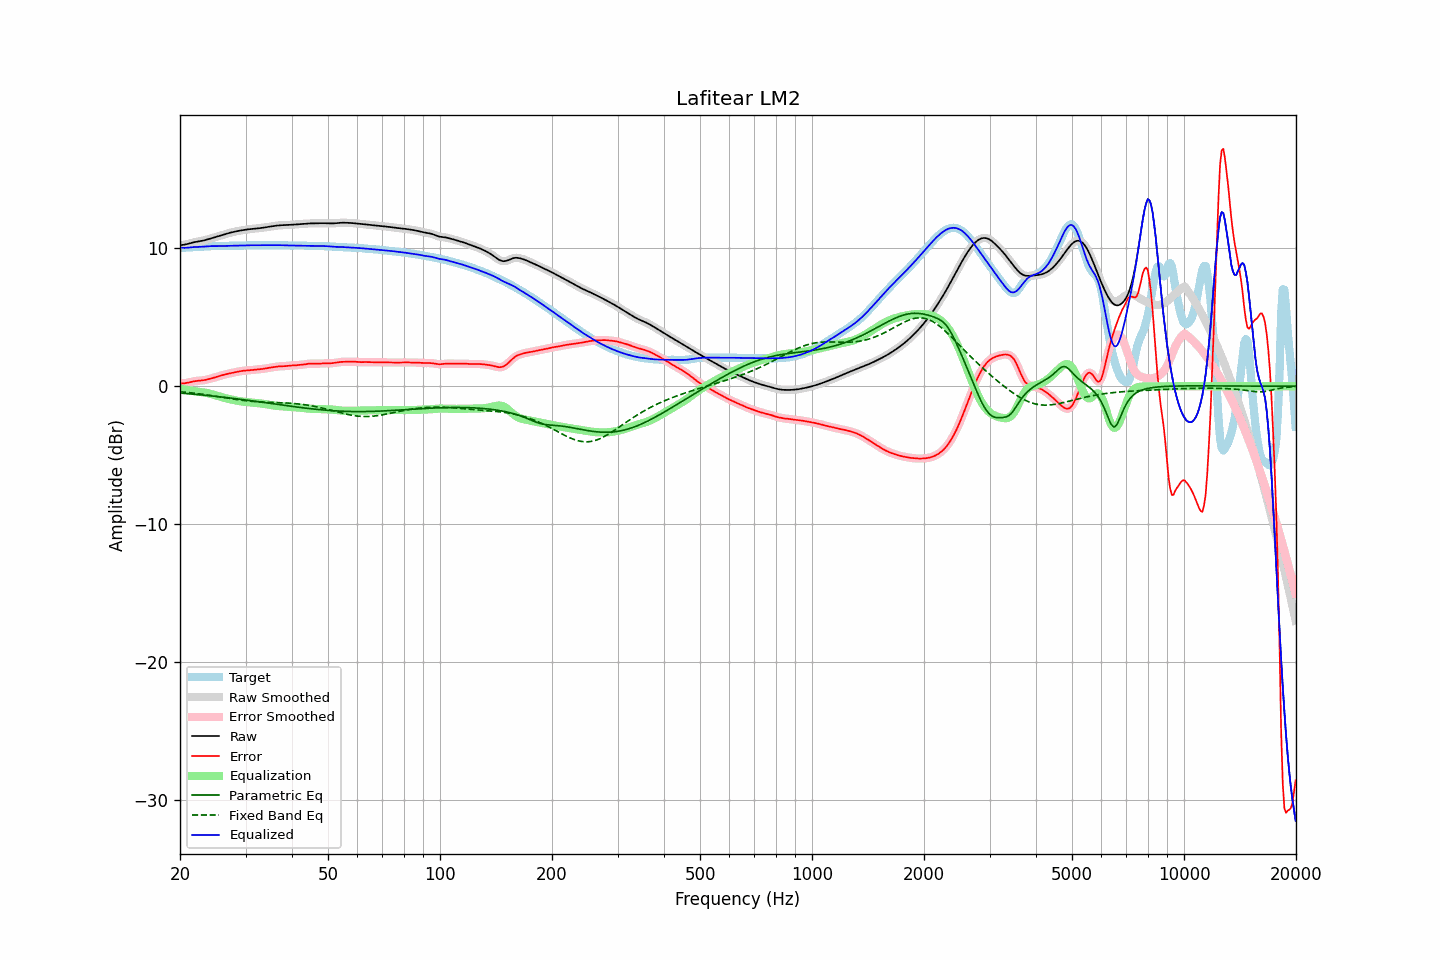 Lafitear LM2
Amplitude (dBr)
10
0
−10
−20
−30
Target
Raw Smoothed
Error Smoothed
Raw
Error
Equalization
Parametric Eq
Fixed Band Eq
Equalized
20 50 100 200 500 1000 2000 5000 10000 20000
Frequency (Hz)